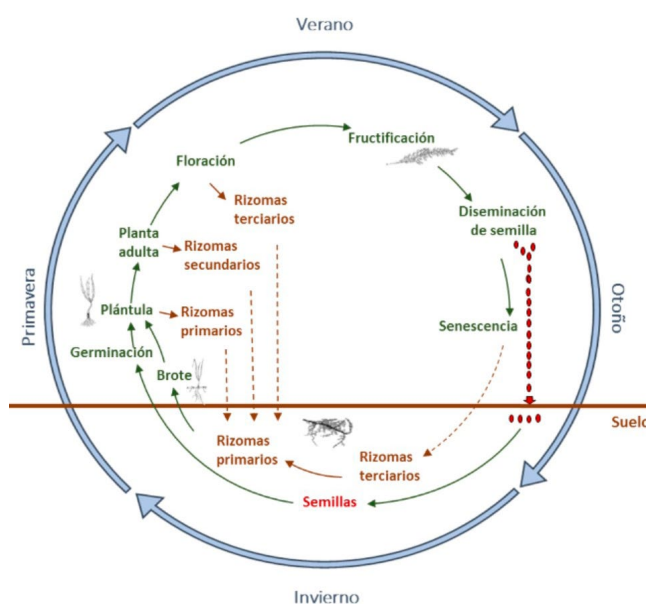 Verano
Fructificación
Floración
Rizomas
terciarios
Diseminación
de semilla
Planta
adulta
Rizomas
secundarios
Primavera
Otoño
Plántula
Rizomas
primarios
Senescencia
Germinación
Brote
Suelo
Rizomas
primarios
Rizomas
terciarios
Semillas
Invierno